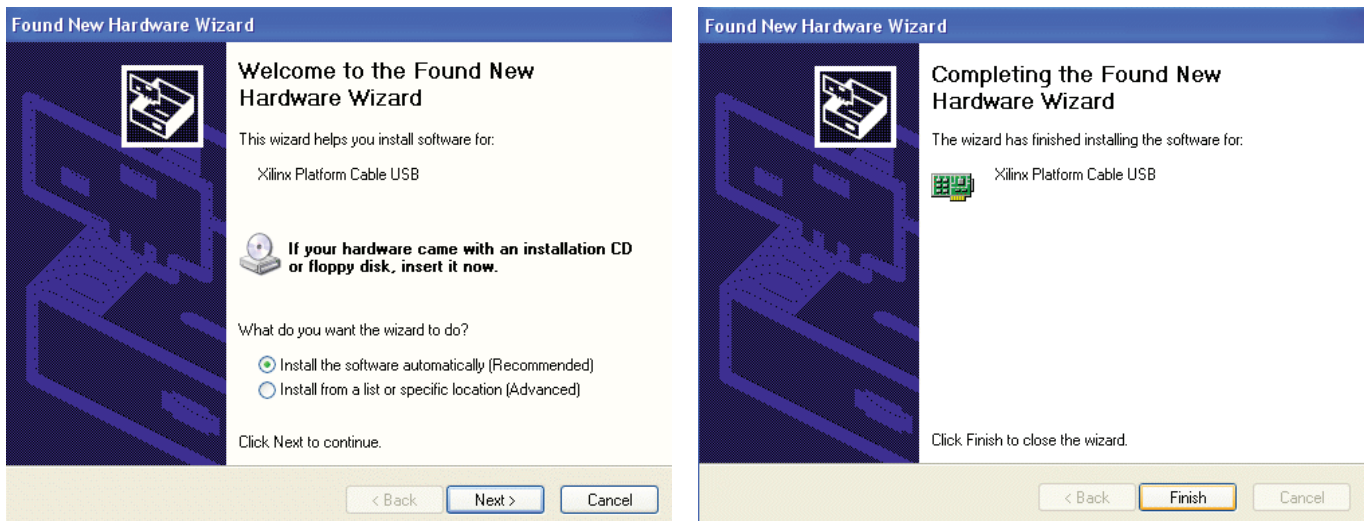 Found New Hardware Wizard
Welcome to the Found New
Hardware Wizard
This wizard helps you install software for:
Xilinx Platform Cable USB
If your hardware came with an installation CD
or floppy disk, insert it now.
What do you want the wizard to do?
Install the software automatically (Recommended)
Install from a list or specific location (Advanced)
Click Next to continue.
< Back
Next >
Cancel
Found New Hardware Wizard
Completing the Found New
Hardware Wizard
The wizard has finished installing the software for:
Xilinx Platform Cable USB
Click Finish to close the wizard.
< Back
Finish
Cancel